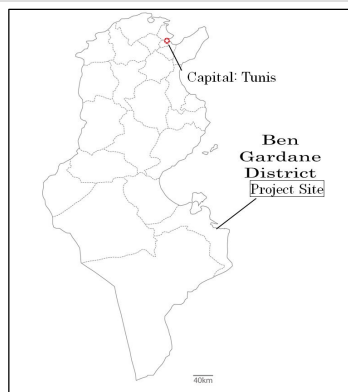 Capital: Tunis
Ben
Gardane
District
Project Site
40km